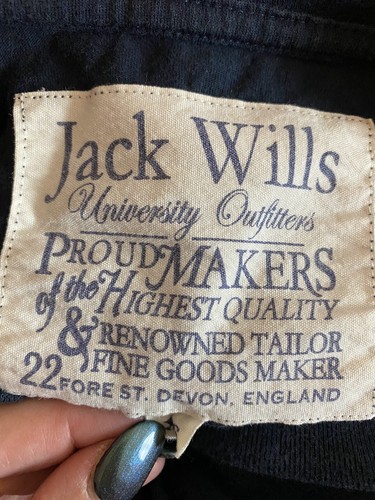 Jack Wills
University Outfitters
PROUD MAKERS
of the HIGHEST QUALITY
& RENOWNED TAILOR
FINE GOODS MAKER
22 FORE ST. DEVON. ENGLAND